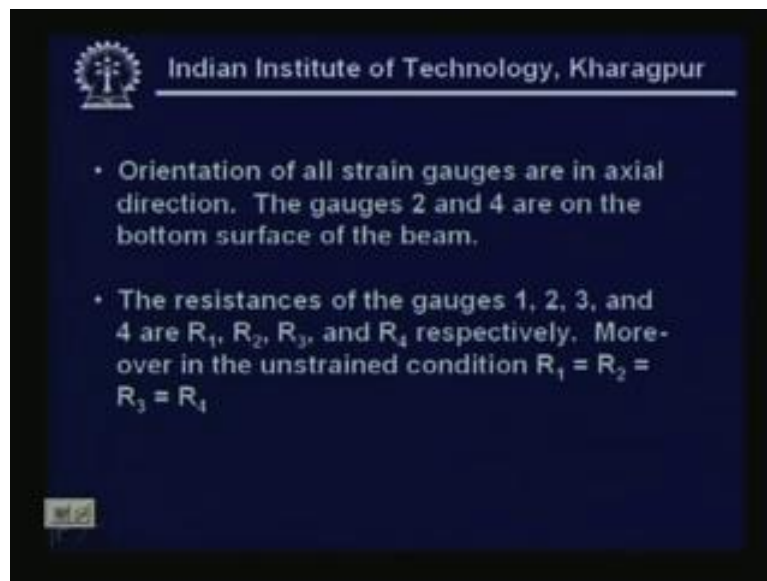 Indian Institute of Technology, Kharagpur
• Orientation of all strain gauges are in axial
direction. The gauges 2 and 4 are on the
bottom surface of the beam.
• The resistances of the gauges 1, 2, 3, and
4 are R₁, R₂, R₃, and R₄ respectively. More-
over in the unstrained condition R₁ = R₂ =
R₃ = R₄